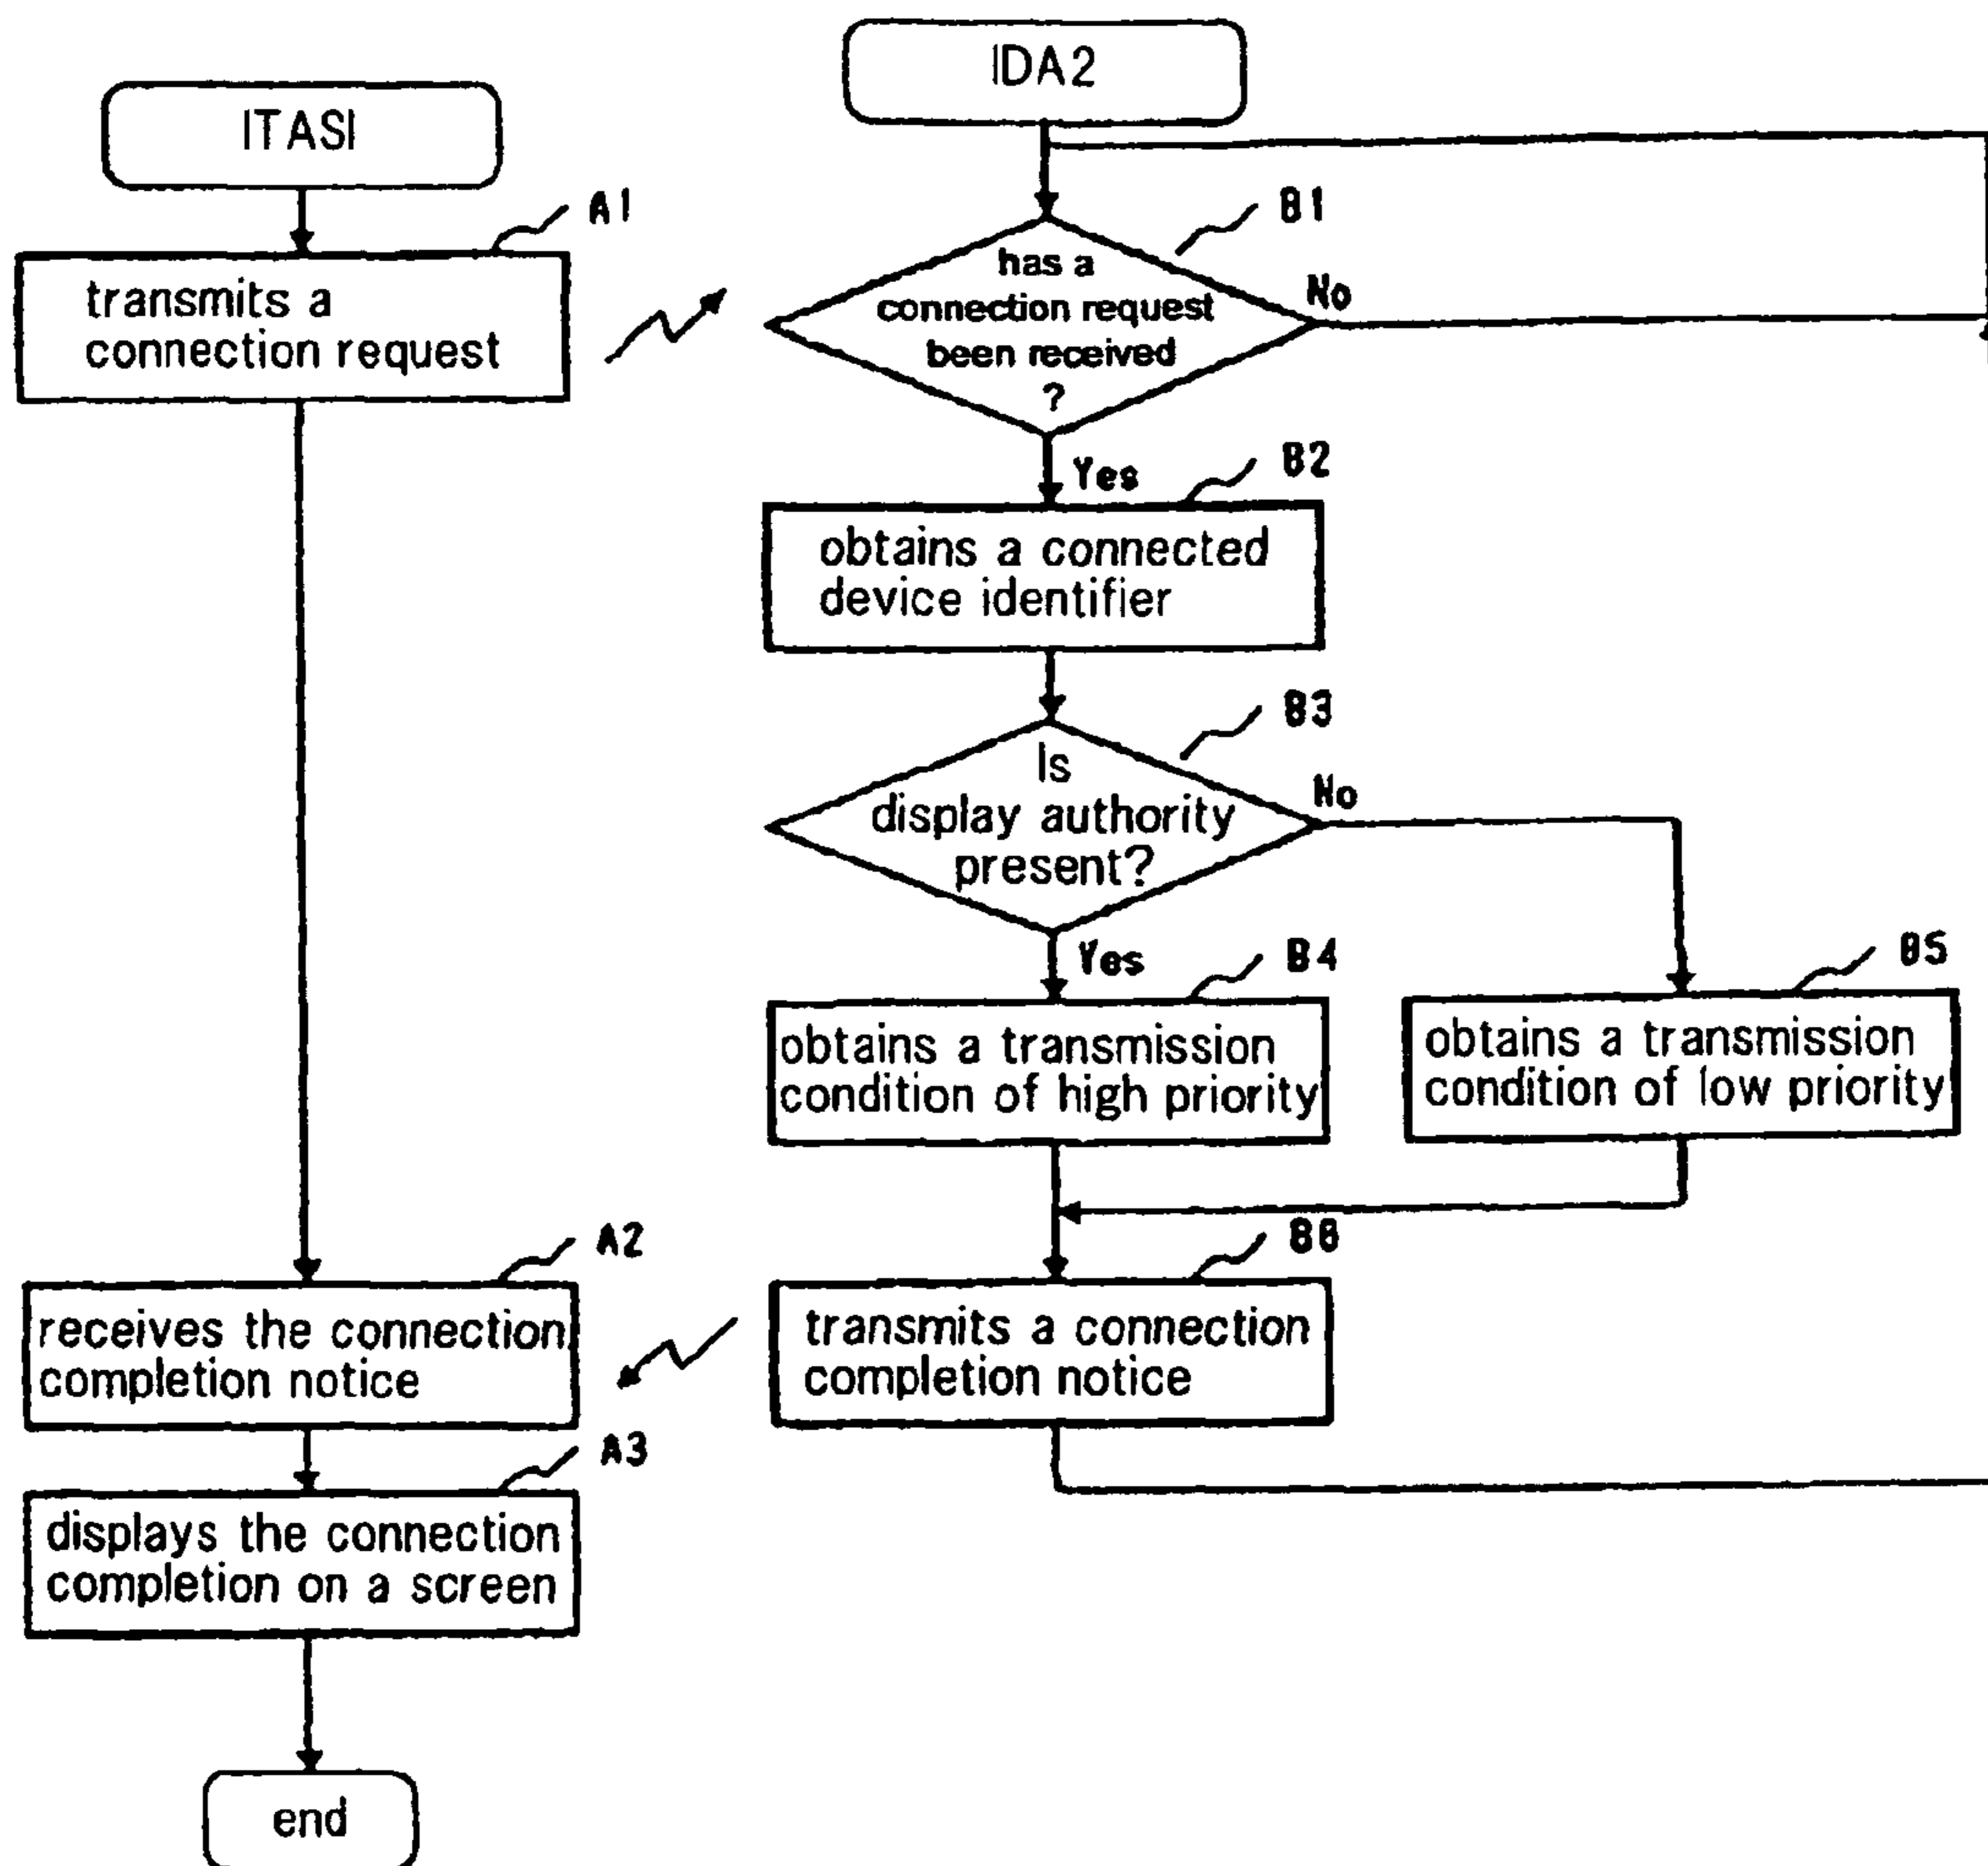 ITASI
A1
transmits a
connection request
A2
receives the connection
completion notice
A3
displays the connection
completion on a screen
end
IDA2
B1
has a
connection request
been received
?
No
Yes
B2
obtains a connected
device identifier
B3
Is
display authority
present?
No
Yes
B4
obtains a transmission
condition of high priority
B5
obtains a transmission
condition of low priority
B6
transmits a connection
completion notice